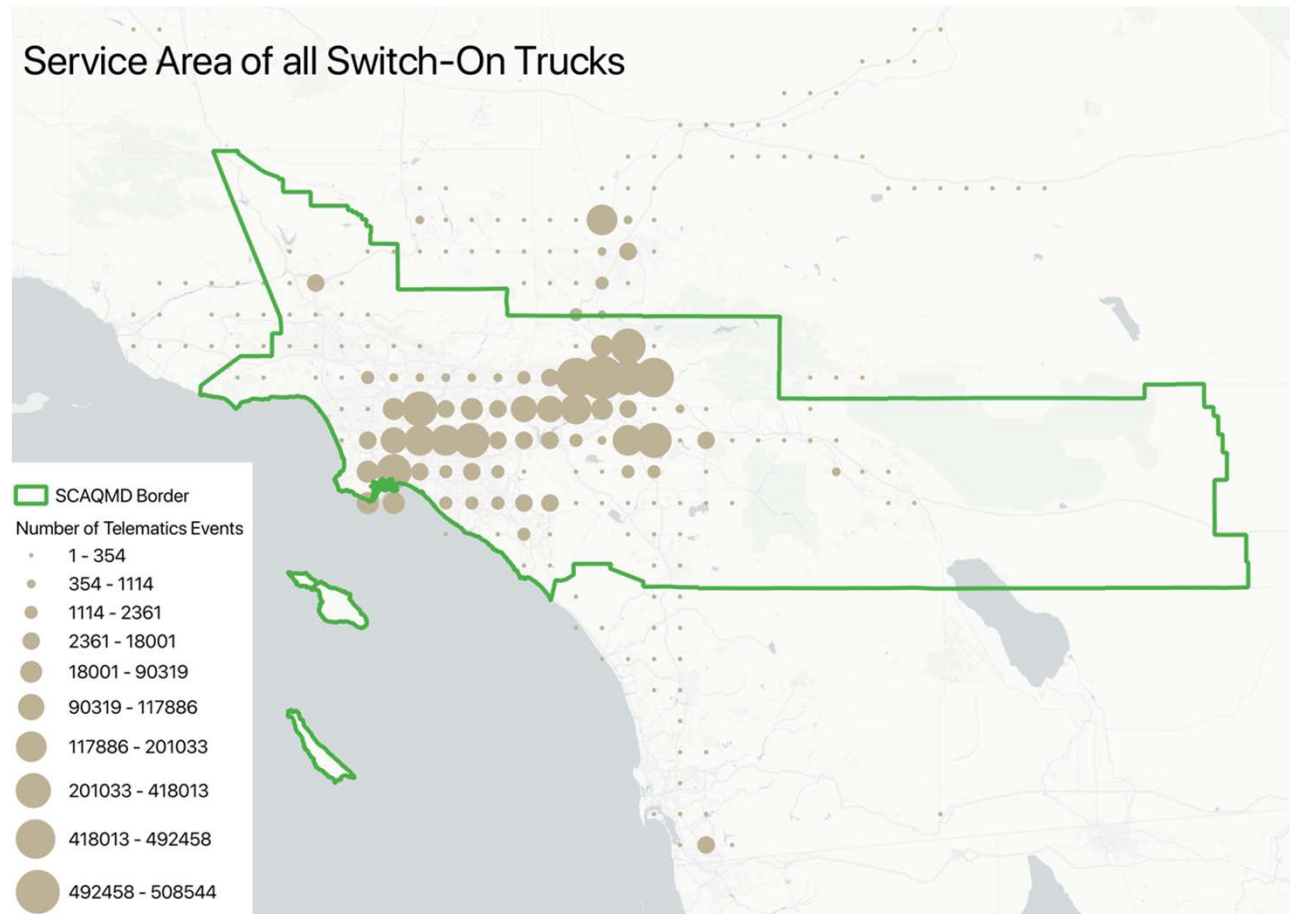 Service Area of all Switch-On Trucks
SCAQMD Border
Number of Telematics Events
1 - 354
354 - 1114
1114 - 2361
2361 - 18001
18001 - 90319
90319 - 117886
117886 - 201033
201033 - 418013
418013 - 492458
492458 - 508544